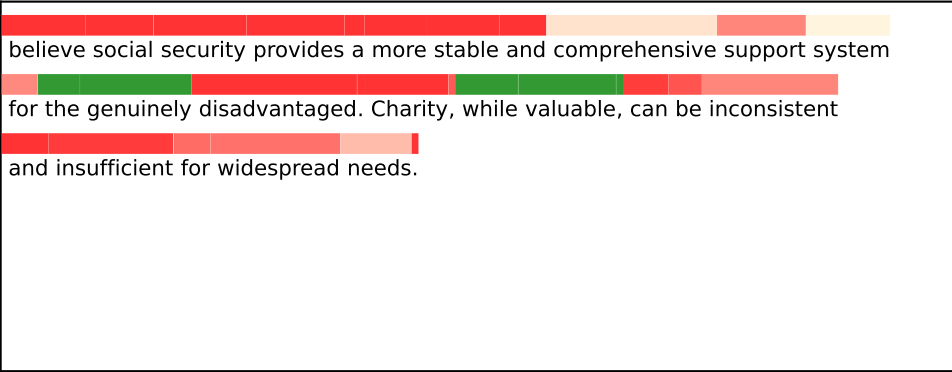 believe social security provides a more stable and comprehensive support system
for the genuinely disadvantaged. Charity, while valuable, can be inconsistent
and insufficient for widespread needs.